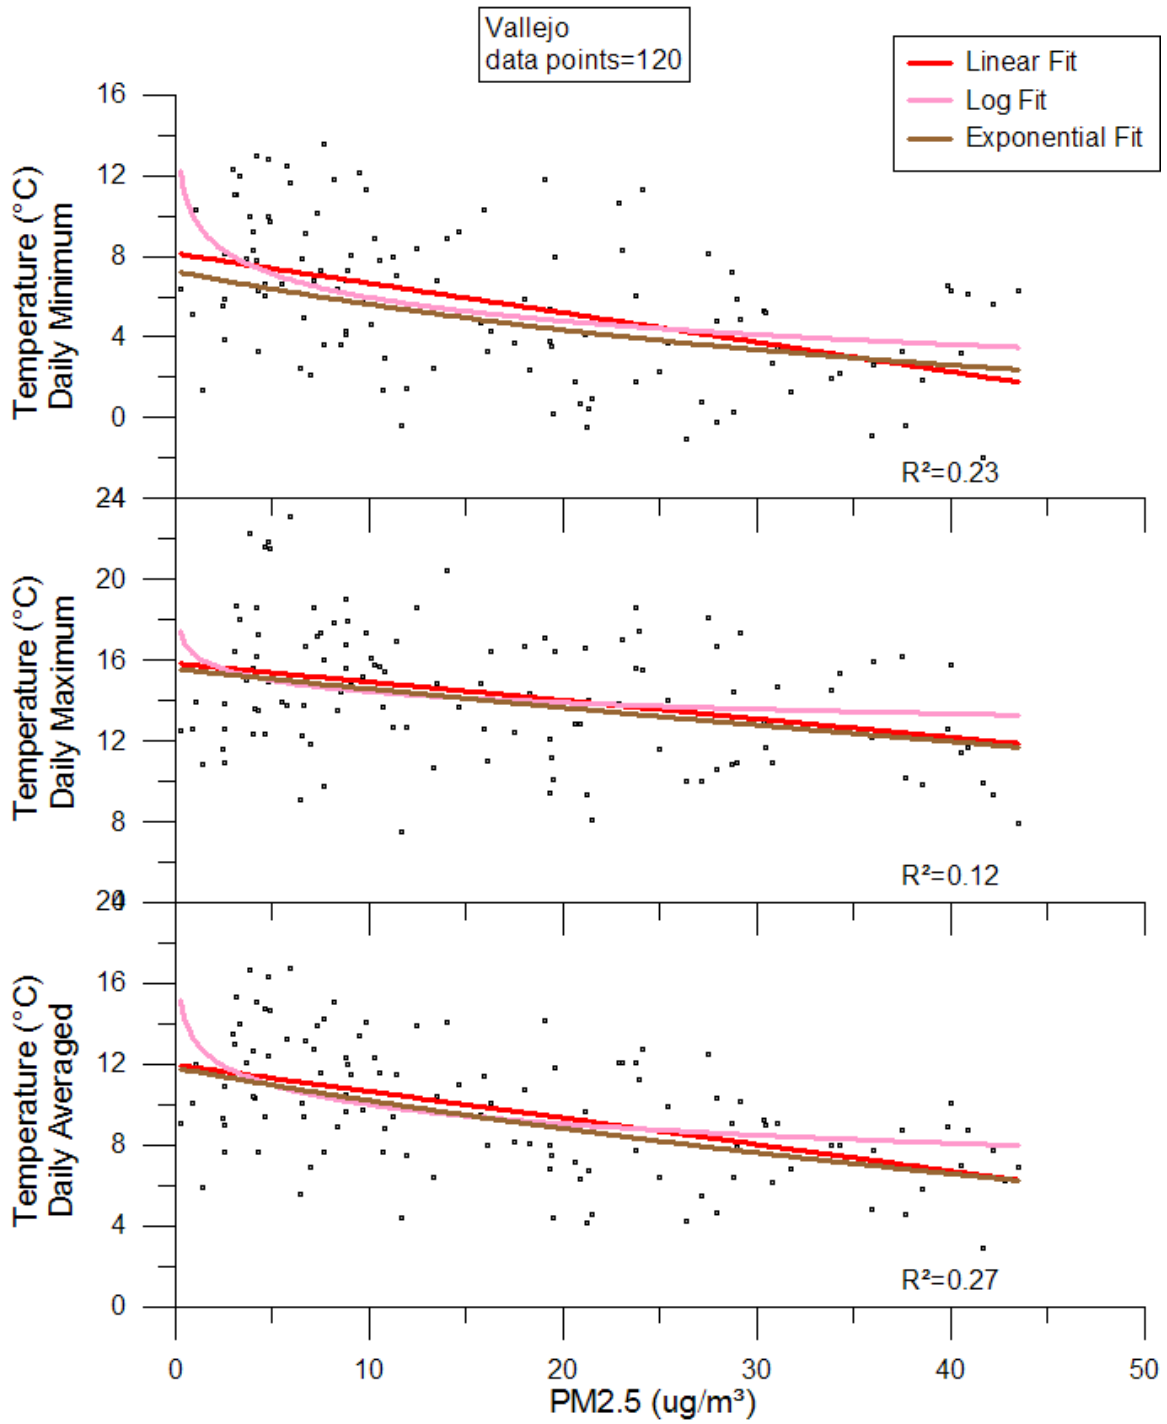 Vallejo
data points=120
Linear Fit
Log Fit
Exponential Fit
Temperature (°C)
Daily Minimum
16
12
8
4
0
R²=0.23
Temperature (°C)
Daily Maximum
24
20
16
12
8
4
R²=0.12
Temperature (°C)
Daily Averaged
20
16
12
8
4
0
R²=0.27
0 10 20 30 40 50
PM2.5 (ug/m³)